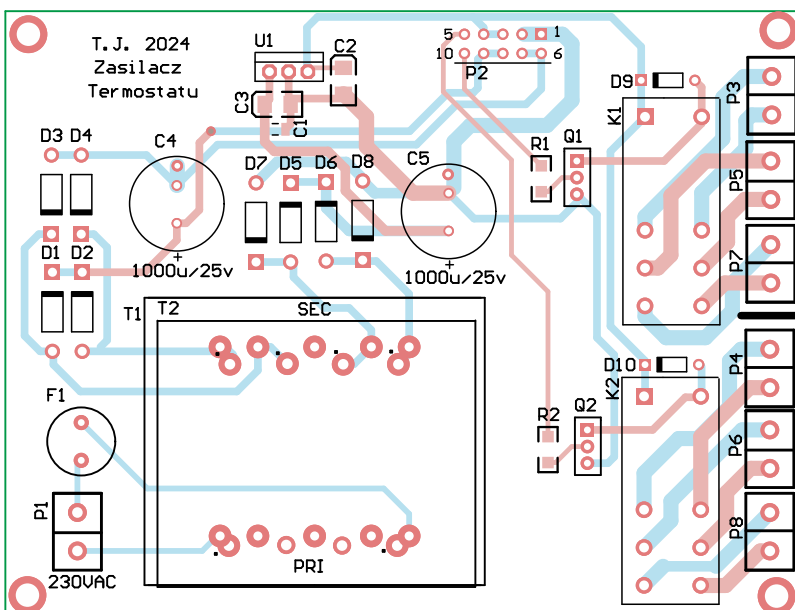 T.J. 2024
Zasilacz
Termostatu
U1
C2
C3
C1
5
1
10
6
P2
D9
P3
K1
D3 D4
C4
D7 D5 D6 D8
C5
R1
Q1
P5
1000u/25v
+
1000u/25v
+
P7
D1 D2
T1
T2
SEC
D10
P4
K2
F1
R2
Q2
P6
P1
P8
PRI
230VAC